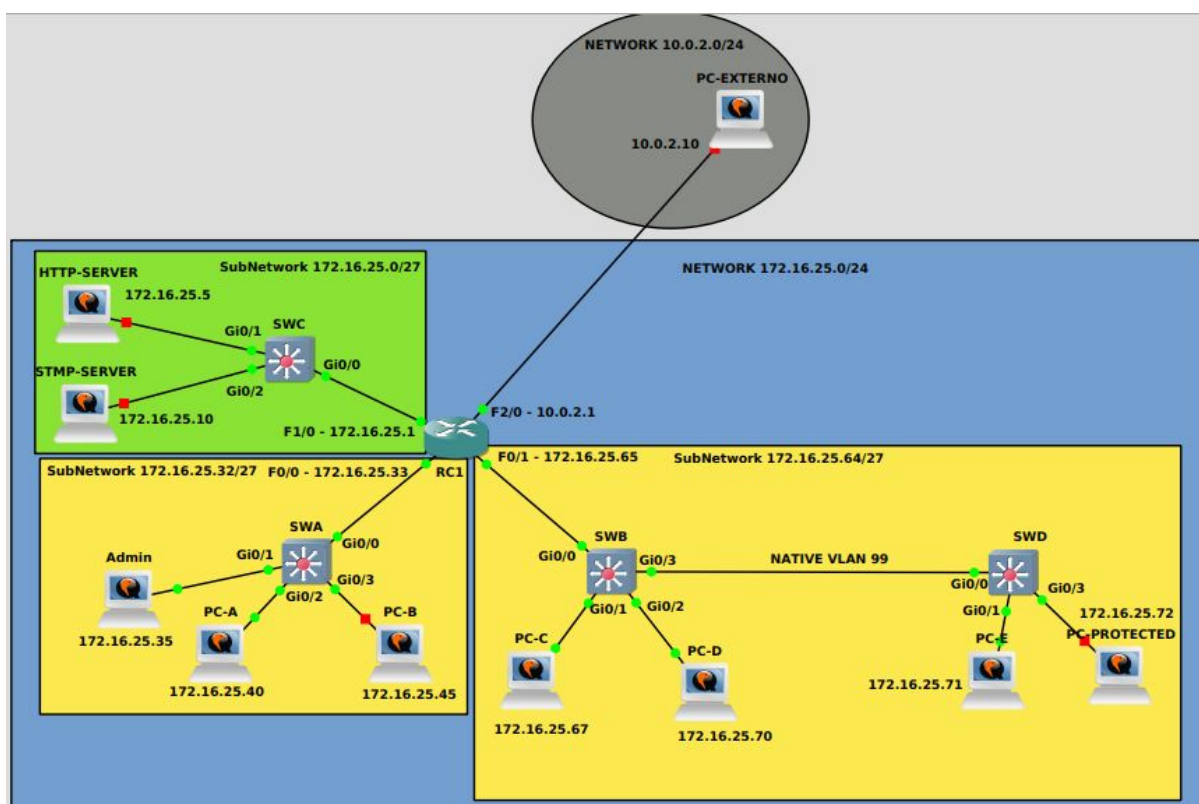 NETWORK 10.0.2.0/24
PC-EXTERNO
10.0.2.10
SubNetwork 172.16.25.0/27
NETWORK 172.16.25.0/24
HTTP-SERVER
172.16.25.5
Gi0/1
SWC
Gi0/0
STMP-SERVER
Gi0/2
172.16.25.10
F2/0 - 10.0.2.1
F1/0 - 172.16.25.1
SubNetwork 172.16.25.32/27
F0/0 - 172.16.25.33
RC1
F0/1 - 172.16.25.65
SubNetwork 172.16.25.64/27
SWA
Gi0/0
Admin
Gi0/1
Gi0/3
Gi0/2
PC-A
PC-B
172.16.25.35
172.16.25.40
172.16.25.45
SWB
Gi0/0
Gi0/3
NATIVE VLAN 99
SWD
Gi0/0
Gi0/3
Gi0/1
Gi0/2
Gi0/1
172.16.25.72
PC-C
PC-D
PC-E
PC-PROTECTED
172.16.25.67
172.16.25.70
172.16.25.71